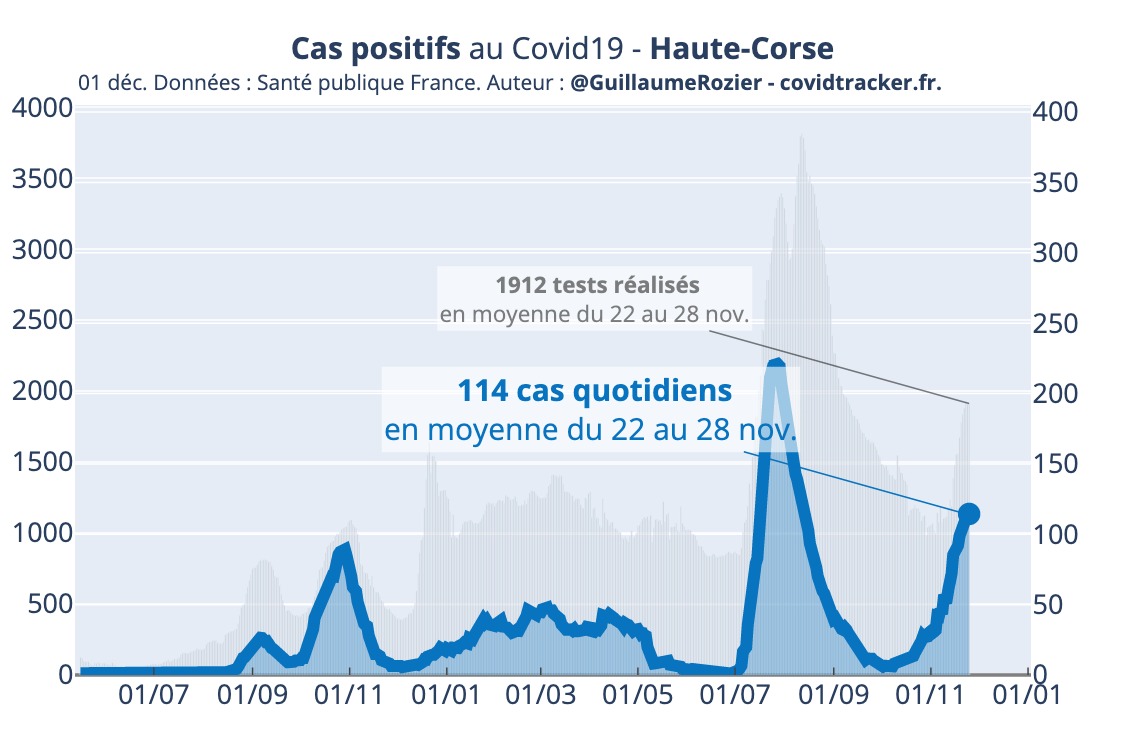 Cas positifs au Covid19 - Haute-Corse
01 déc. Données : Santé publique France. Auteur : @GuillaumeRozier - covidtracker.fr.
4000
3500
3000
2500
2000
1500
1000
500
0
400
350
300
250
200
150
100
50
0
1912 tests réalisés
en moyenne du 22 au 28 nov.
114 cas quotidiens
en moyenne du 22 au 28 nov.
01/07 01/09 01/11 01/01 01/03 01/05 01/07 01/09 01/11 01/01